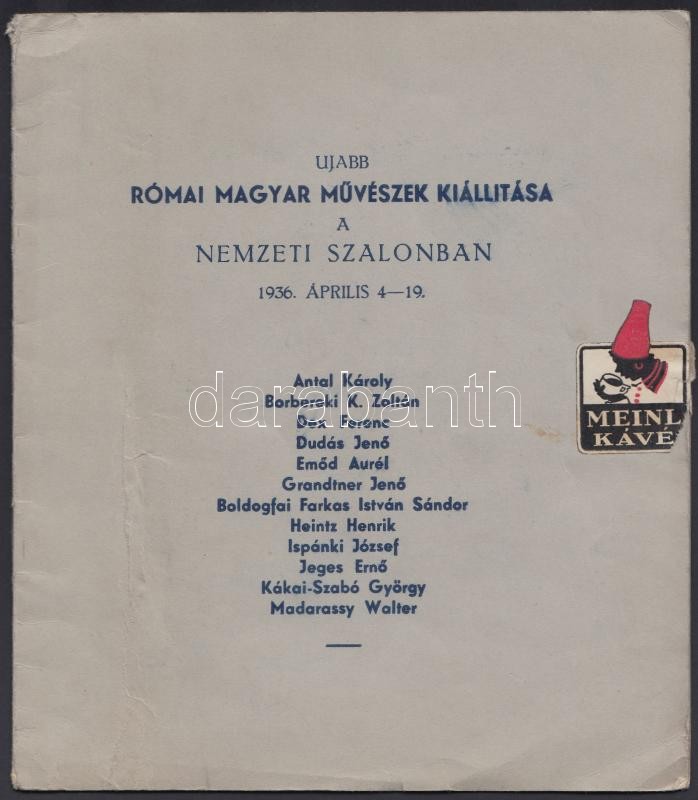 UJABB
RÓMAI MAGYAR MŰVÉSZEK KIÁLLITÁSA
A
NEMZETI SZALONBAN
1936. ÁPRILIS 4—19.
Antal Károly
Borbereki K. Zoltán
darabanth
Dex Ferenc
Dudás Jenő
Emőd Aurél
Grandtner Jenő
Boldogfai Farkas István Sándor
Heintz Henrik
Ispánki József
Jeges Ernő
Kákai-Szabó György
Madarassy Walter
MEINL
KÁVÉ